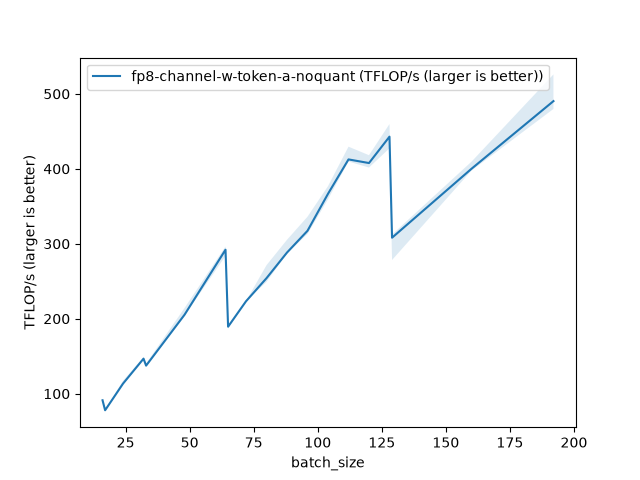 fp8-channel-w-token-a-noquant (TFLOP/s (larger is better))
TFLOP/s (larger is better)
500
400
300
200
100
25 50 75 100 125 150 175 200
batch_size